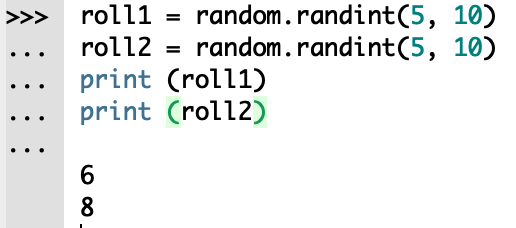 >>> roll1 = random.randint(5, 10)
... roll2 = random.randint(5, 10)
... print (roll1)
... print (roll2)
...
6
8